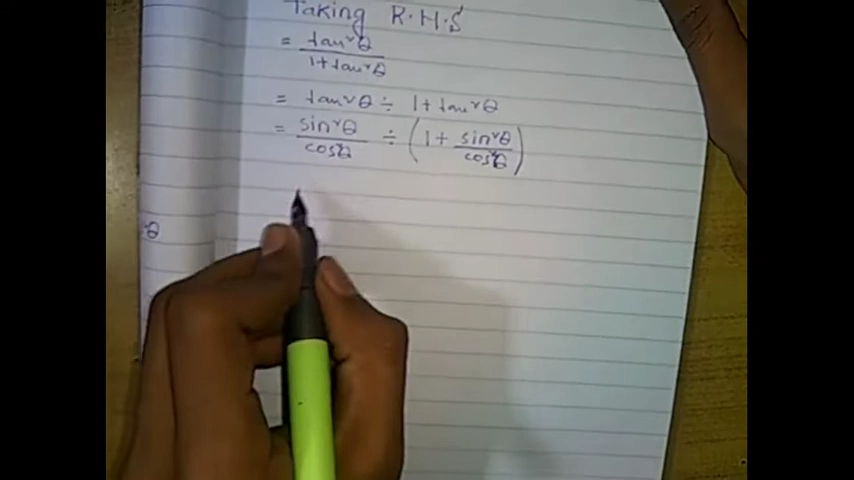 Taking R.H.S
= tan²θ / 1+tan²θ
= tan²θ ÷ 1+tan²θ
= sin²θ / cos²θ ÷ (1 + sin²θ / cos²θ)
θ